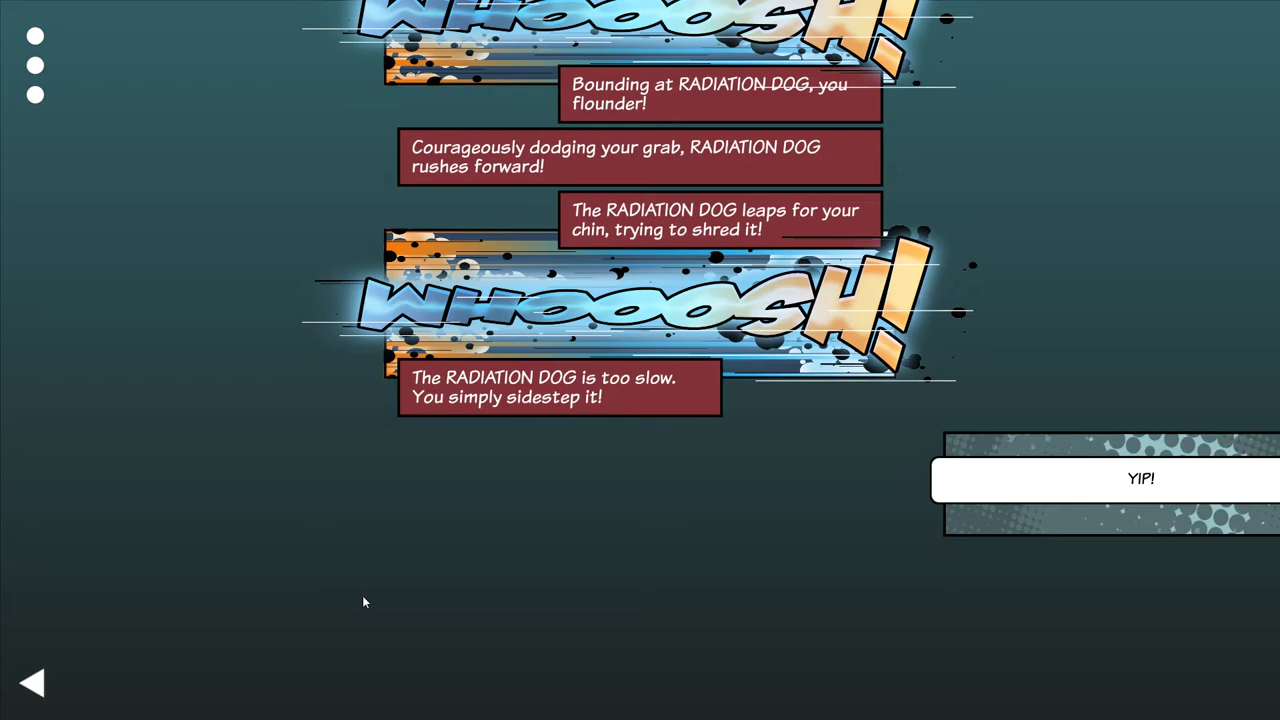 WHOOOSH!
Bounding at RADIATION DOG, you
flounder!
Courageously dodging your grab, RADIATION DOG
rushes forward!
The RADIATION DOG leaps for your
chin, trying to shred it!
WHOOOSH!
The RADIATION DOG is too slow.
You simply sidestep it!
YIP!